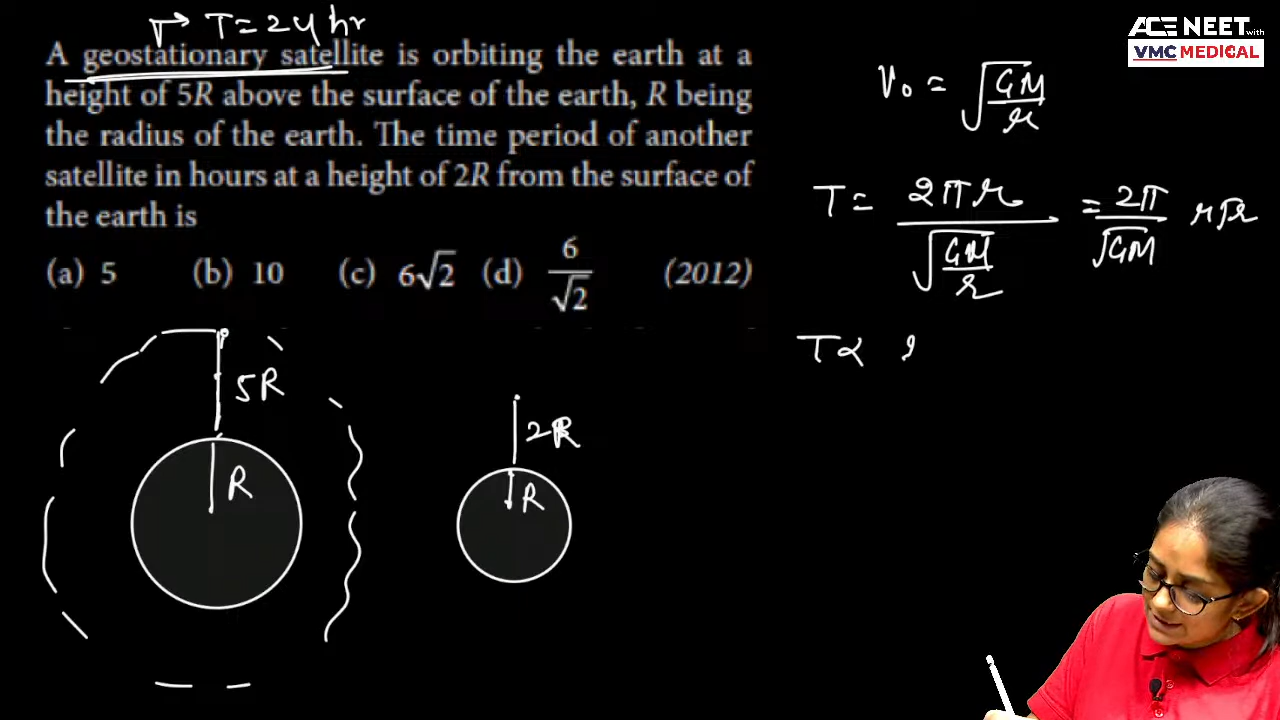 T = 24 hr
A geostationary satellite is orbiting the earth at a
height of 5R above the surface of the earth, R being
the radius of the earth. The time period of another
satellite in hours at a height of 2R from the surface of
the earth is
(a) 5 (b) 10 (c) 6√2 (d) 6/√2 (2012)
5R
R
2R
R
ACE NEET with
VMC MEDICAL
V₀ = √(GM/r)
T = 2πr/√(GM/r) = 2π/√GM r√r
T ∝ r